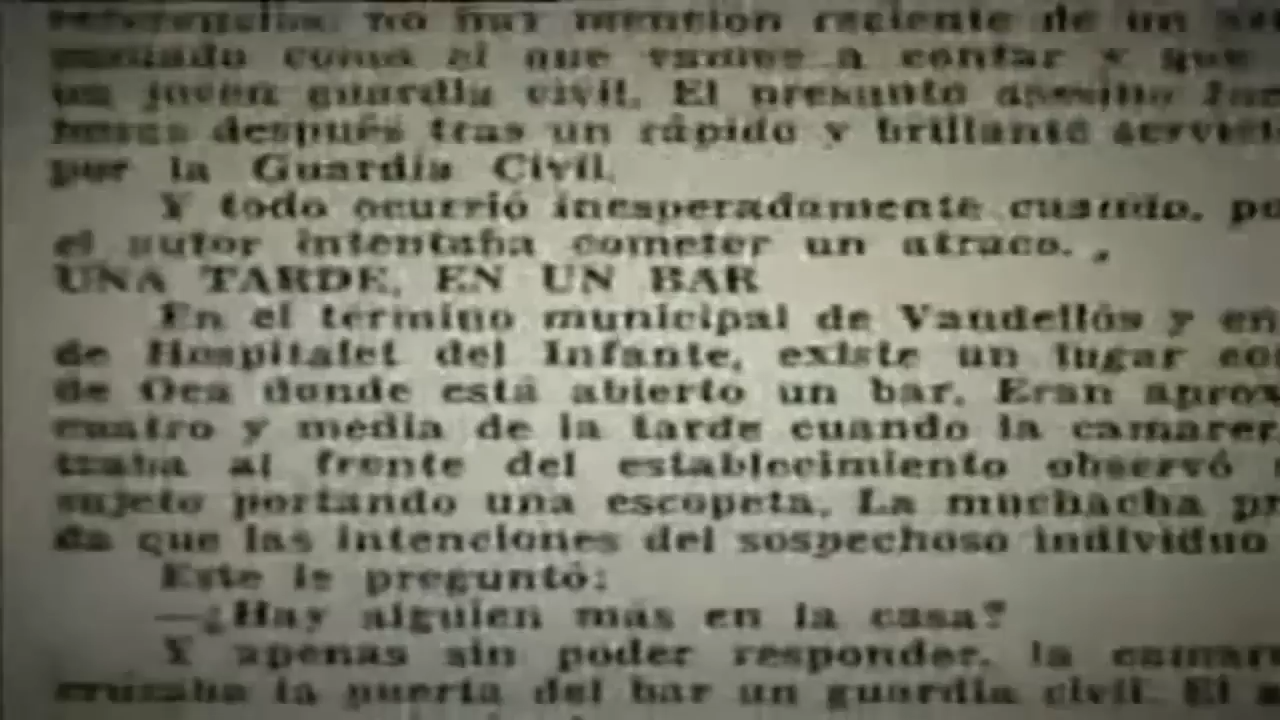 no hay mención reciente de un
como el que vamos a contar y que
un joven guardia civil. El presunto asesino
después tras un rápido y brillante
por la Guardia Civil.
Y todo ocurrió inesperadamente cuando,
el autor intentaba cometer un atraco.
UNA TARDE, EN UN BAR
En el término municipal de Vandellós y en
de Hospitalet del Infante, existe un lugar
de Oca donde está abierto un bar. Eran
cuatro y media de la tarde cuando la
al frente del establecimiento observó
sujeto portando una escopeta. La muchacha
da que las intenciones del sospechoso individuo
Este le preguntó:
—¿Hay alguien más en la casa?
Y apenas sin poder responder, la
la puerta del bar un guardia civil. El